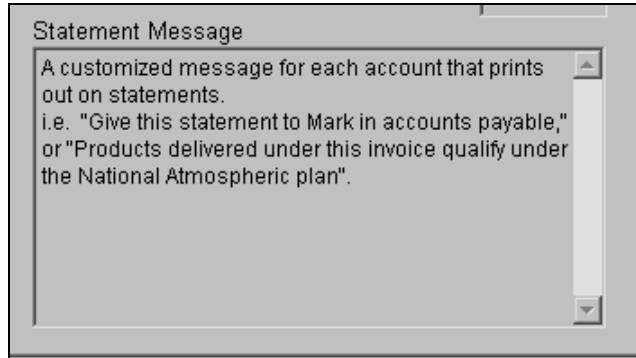 Statement Message
A customized message for each account that prints
out on statements.
i.e. "Give this statement to Mark in accounts payable,"
or "Products delivered under this invoice qualify under
the National Atmospheric plan".